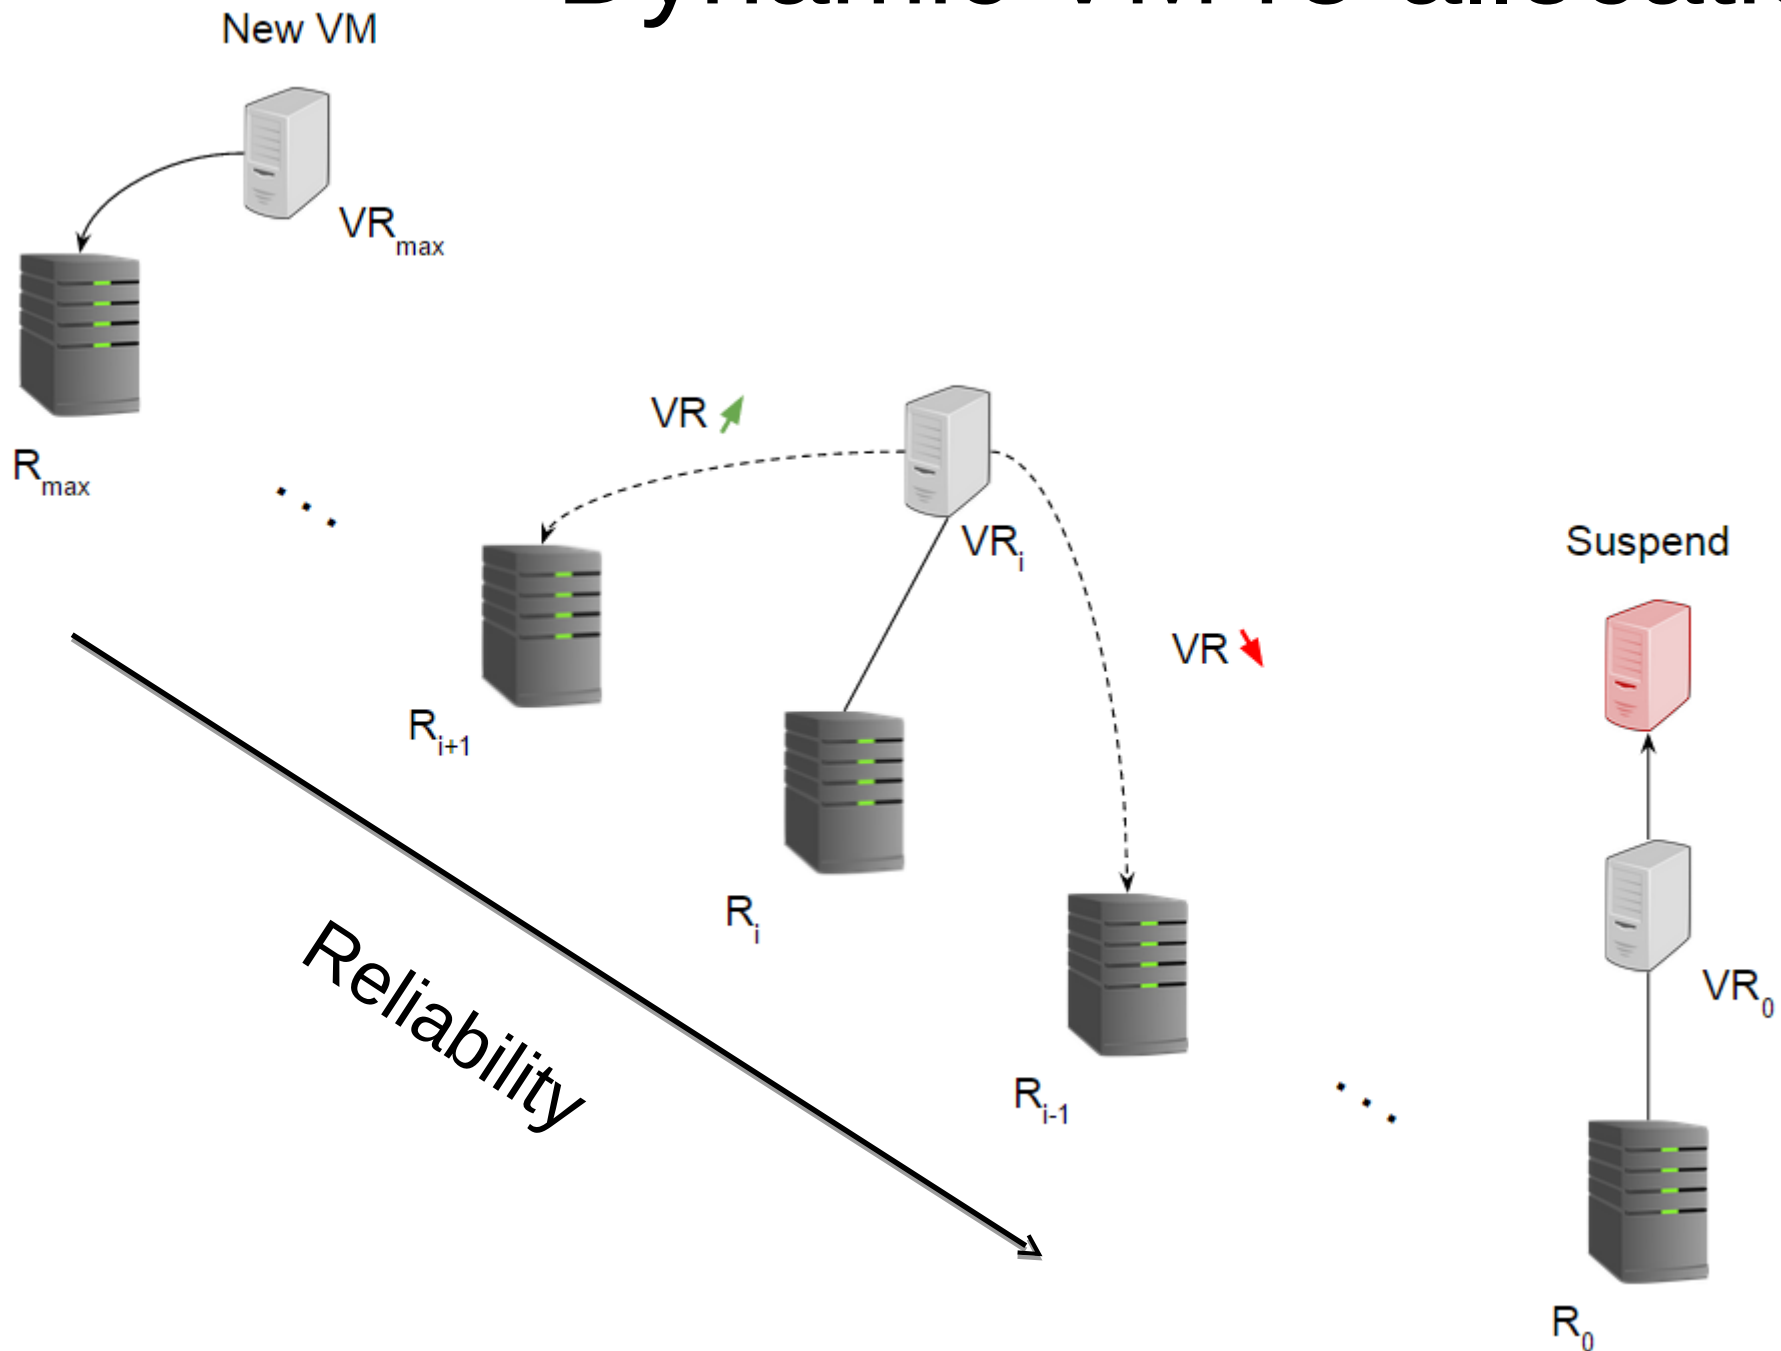 New VM
VRmax
Rmax
VR
VRi
Ri+1
Suspend
VR
Ri
Reliability
Ri-1
VR0
R0